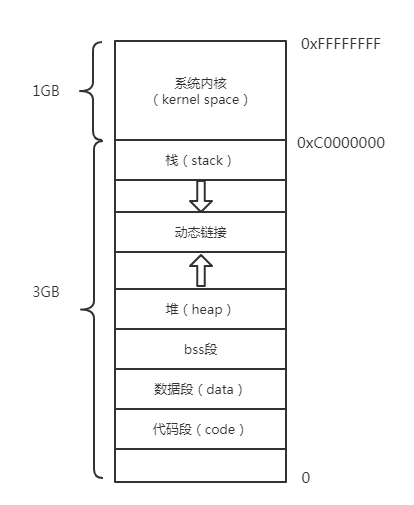 0xFFFFFFFF
系统内核
（kernel space）
1GB
0xC0000000
栈（stack）
动态链接
3GB
堆（heap）
bss段
数据段（data）
代码段（code）
0